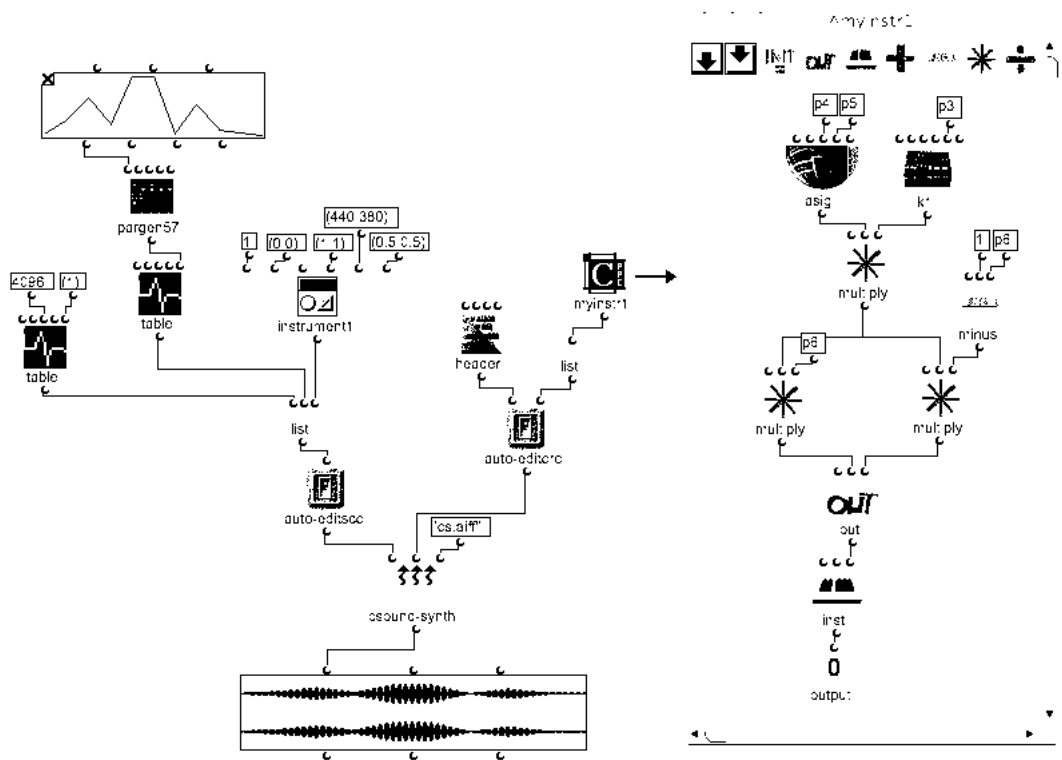 Amyinstr1
INIT
OUT
p4 p5
p3
pargen57
asig
k1
(440 380)
1
(0 0)
(1 1)
(0.5 0.5)
4096
(1)
1
p6
multiply
table
instrument1
C
myinstr1
header
list
minus
table
p6
multiply
multiply
list
F
auto-editorc
F
auto-editsco
"cs.aiff"
OUT
out
csound-synth
inst
0
output